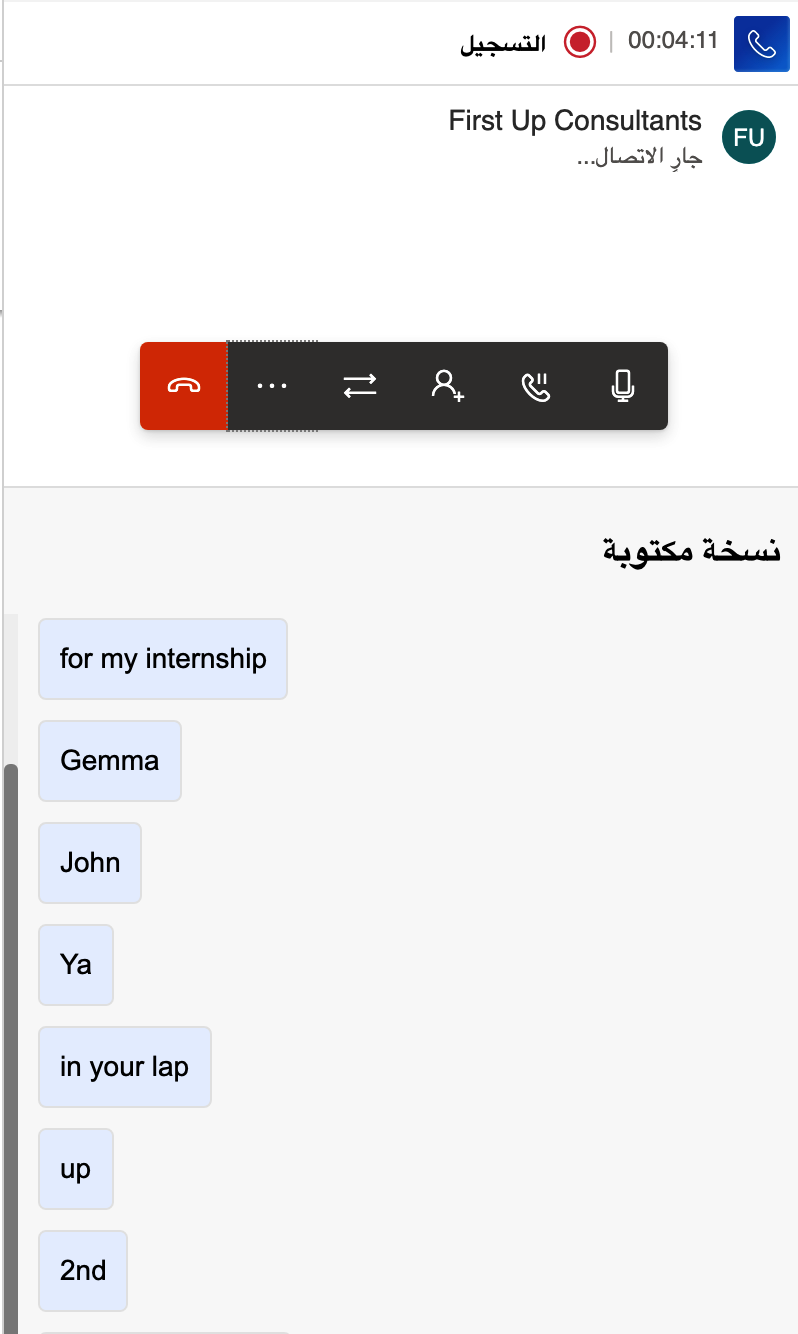 00:04:11 | التسجيل
First Up Consultants
FU
جارِ الاتصال...
نسخة مكتوبة
for my internship
Gemma
John
Ya
in your lap
up
2nd